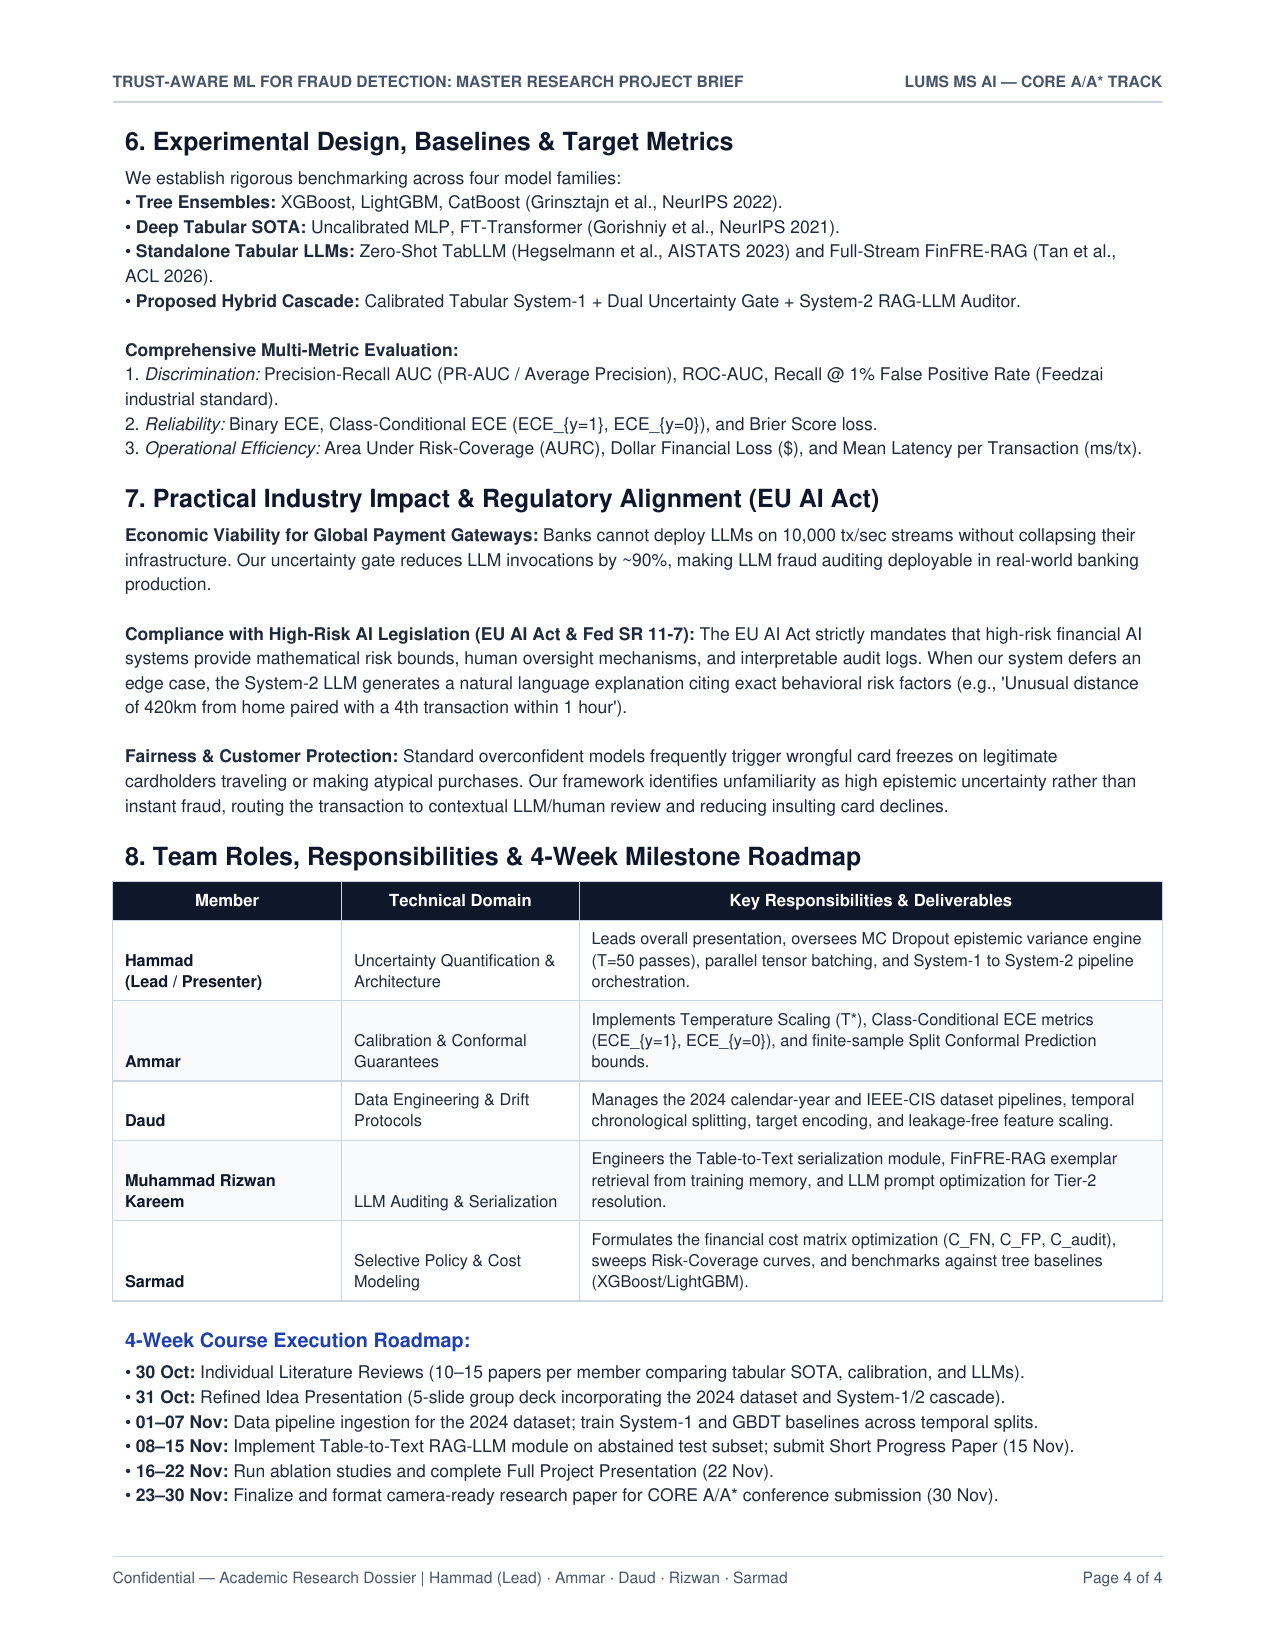 TRUST-AWARE ML FOR FRAUD DETECTION: MASTER RESEARCH PROJECT BRIEF
LUMS MS AI — CORE A/A* TRACK
6. Experimental Design, Baselines & Target Metrics
We establish rigorous benchmarking across four model families:
• Tree Ensembles: XGBoost, LightGBM, CatBoost (Grinsztajn et al., NeurIPS 2022).
• Deep Tabular SOTA: Uncalibrated MLP, FT-Transformer (Gorishniy et al., NeurIPS 2021).
• Standalone Tabular LLMs: Zero-Shot TabLLM (Hegselmann et al., AISTATS 2023) and Full-Stream FinFRE-RAG (Tan et al.,
ACL 2026).
• Proposed Hybrid Cascade: Calibrated Tabular System-1 + Dual Uncertainty Gate + System-2 RAG-LLM Auditor.
Comprehensive Multi-Metric Evaluation:
1. Discrimination: Precision-Recall AUC (PR-AUC / Average Precision), ROC-AUC, Recall @ 1% False Positive Rate (Feedzai
industrial standard).
2. Reliability: Binary ECE, Class-Conditional ECE (ECE_{y=1}, ECE_{y=0}), and Brier Score loss.
3. Operational Efficiency: Area Under Risk-Coverage (AURC), Dollar Financial Loss ($), and Mean Latency per Transaction (ms/tx).
7. Practical Industry Impact & Regulatory Alignment (EU AI Act)
Economic Viability for Global Payment Gateways: Banks cannot deploy LLMs on 10,000 tx/sec streams without collapsing their
infrastructure. Our uncertainty gate reduces LLM invocations by ~90%, making LLM fraud auditing deployable in real-world banking
production.
Compliance with High-Risk AI Legislation (EU AI Act & Fed SR 11-7): The EU AI Act strictly mandates that high-risk financial AI
systems provide mathematical risk bounds, human oversight mechanisms, and interpretable audit logs. When our system defers an
edge case, the System-2 LLM generates a natural language explanation citing exact behavioral risk factors (e.g., 'Unusual distance
of 420km from home paired with a 4th transaction within 1 hour').
Fairness & Customer Protection: Standard overconfident models frequently trigger wrongful card freezes on legitimate
cardholders traveling or making atypical purchases. Our framework identifies unfamiliarity as high epistemic uncertainty rather than
instant fraud, routing the transaction to contextual LLM/human review and reducing insulting card declines.
8. Team Roles, Responsibilities & 4-Week Milestone Roadmap
Member
Technical Domain
Key Responsibilities & Deliverables
Hammad
(Lead / Presenter)
Uncertainty Quantification &
Architecture
Leads overall presentation, oversees MC Dropout epistemic variance engine
(T=50 passes), parallel tensor batching, and System-1 to System-2 pipeline
orchestration.
Ammar
Calibration & Conformal
Guarantees
Implements Temperature Scaling (T*), Class-Conditional ECE metrics
(ECE_{y=1}, ECE_{y=0}), and finite-sample Split Conformal Prediction
bounds.
Daud
Data Engineering & Drift
Protocols
Manages the 2024 calendar-year and IEEE-CIS dataset pipelines, temporal
chronological splitting, target encoding, and leakage-free feature scaling.
Muhammad Rizwan
Kareem
LLM Auditing & Serialization
Engineers the Table-to-Text serialization module, FinFRE-RAG exemplar
retrieval from training memory, and LLM prompt optimization for Tier-2
resolution.
Sarmad
Selective Policy & Cost
Modeling
Formulates the financial cost matrix optimization (C_FN, C_FP, C_audit),
sweeps Risk-Coverage curves, and benchmarks against tree baselines
(XGBoost/LightGBM).
4-Week Course Execution Roadmap:
• 30 Oct: Individual Literature Reviews (10–15 papers per member comparing tabular SOTA, calibration, and LLMs).
• 31 Oct: Refined Idea Presentation (5-slide group deck incorporating the 2024 dataset and System-1/2 cascade).
• 01–07 Nov: Data pipeline ingestion for the 2024 dataset; train System-1 and GBDT baselines across temporal splits.
• 08–15 Nov: Implement Table-to-Text RAG-LLM module on abstained test subset; submit Short Progress Paper (15 Nov).
• 16–22 Nov: Run ablation studies and complete Full Project Presentation (22 Nov).
• 23–30 Nov: Finalize and format camera-ready research paper for CORE A/A* conference submission (30 Nov).
Confidential — Academic Research Dossier | Hammad (Lead) · Ammar · Daud · Rizwan · Sarmad
Page 4 of 4